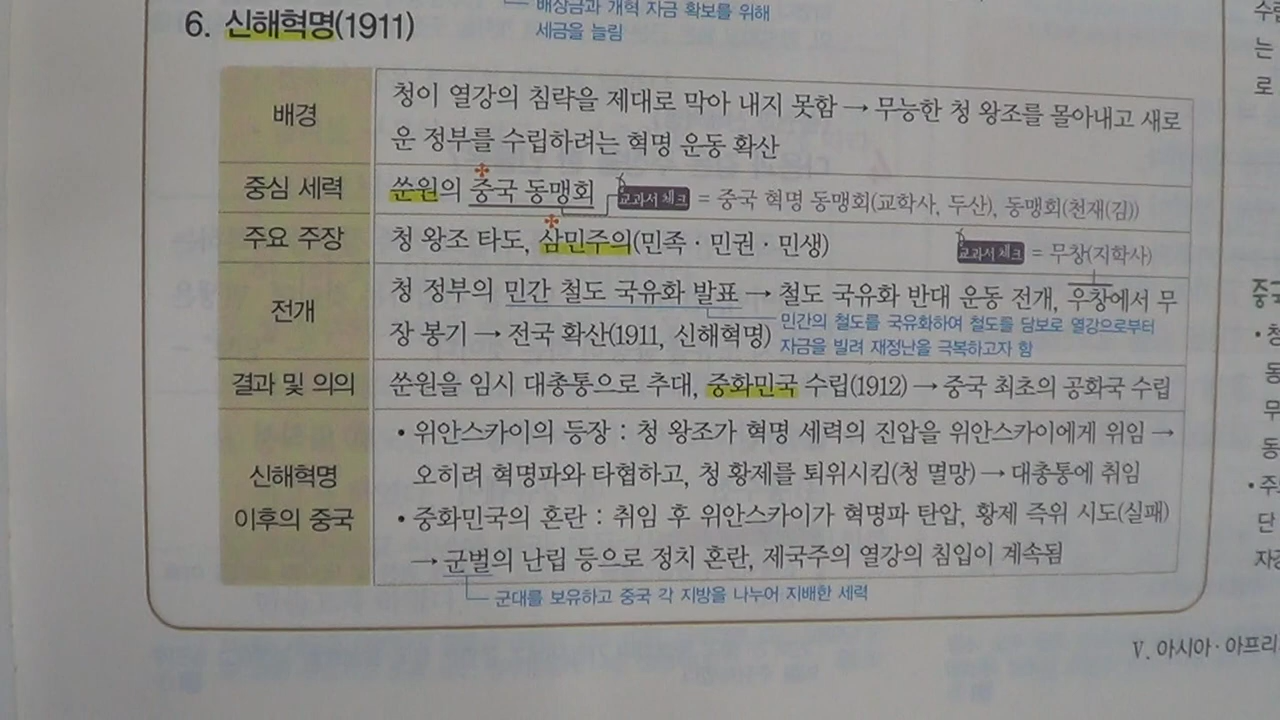 배상금과 개혁 자금 확보를 위해
세금을 늘림
6. 신해혁명(1911)
배경
청이 열강의 침략을 제대로 막아 내지 못함 → 무능한 청 왕조를 몰아내고 새로
운 정부를 수립하려는 혁명 운동 확산
중심 세력
쑨원의 중국 동맹회 교과서 체크 = 중국 혁명 동맹회(교학사, 두산), 동맹회(천재(김))
주요 주장
청 왕조 타도, 삼민주의(민족·민권·민생) 교과서 체크 = 무창(지학사)
전개
청 정부의 민간 철도 국유화 발표 → 철도 국유화 반대 운동 전개, 우창에서 무
장 봉기 → 전국 확산(1911, 신해혁명)
민간의 철도를 국유화하여 철도를 담보로 열강으로부터
자금을 빌려 재정난을 극복하고자 함
결과 및 의의
쑨원을 임시 대총통으로 추대, 중화민국 수립(1912) → 중국 최초의 공화국 수립
신해혁명
이후의 중국
• 위안스카이의 등장 : 청 왕조가 혁명 세력의 진압을 위안스카이에게 위임 →
오히려 혁명파와 타협하고, 청 황제를 퇴위시킴(청 멸망) → 대총통에 취임
• 중화민국의 혼란 : 취임 후 위안스카이가 혁명파 탄압, 황제 즉위 시도(실패)
→ 군벌의 난립 등으로 정치 혼란, 제국주의 열강의 침입이 계속됨
군대를 보유하고 중국 각 지방을 나누어 지배한 세력
는
로
동
무
동
단
V. 아시아·아프리